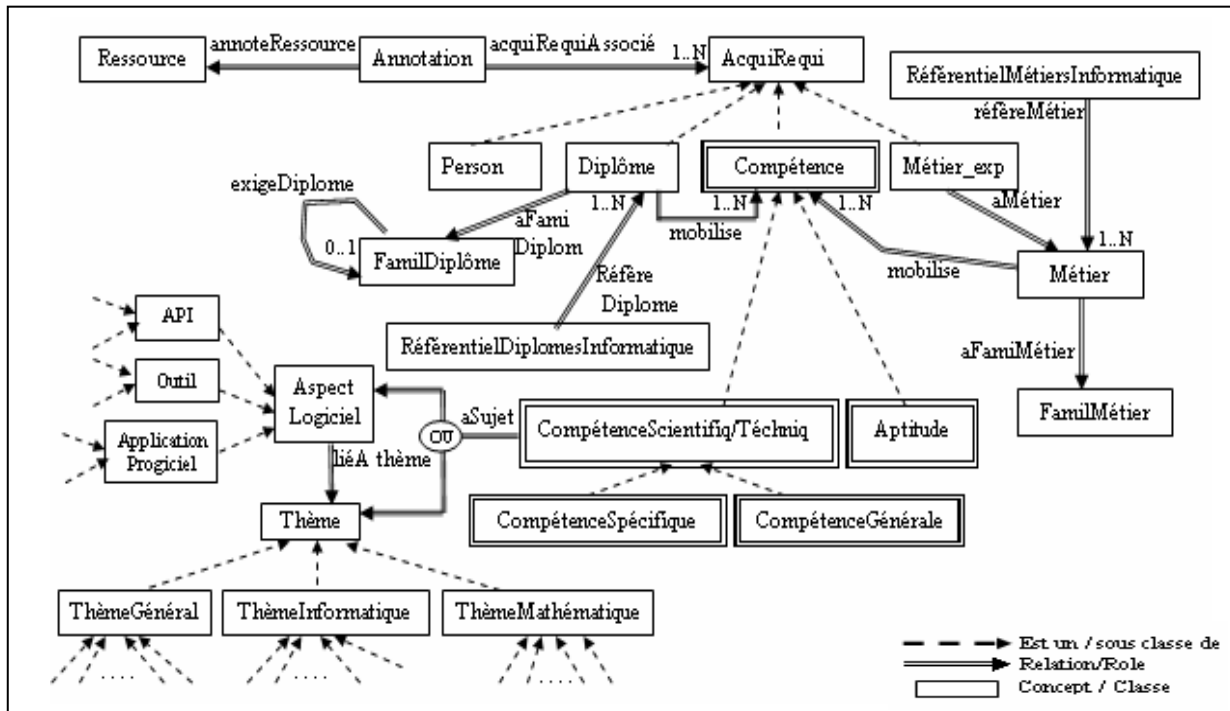 annoteRessource
acquiRequiAssocié
Ressource
Annotation
1..N
AcquiRequi
RéférentielMétiersInformatique
réfèreMétier
Person
Diplôme
Compétence
Métier_exp
exigeDiplome
1..N
1..N
1..N
aMétier
aFami
Diplom
mobilise
1..N
0..1
FamilDiplôme
mobilise
Métier
Réfère
Diplome
API
RéférentielDiplomesInformatique
aFamiMétier
Outil
Aspect
Logiciel
aSujet
FamilMétier
OU
CompétenceScientifiq/Téchniq
Aptitude
Application
Progiciel
liéA thème
Thème
CompétenceSpécifique
CompétenceGénérale
ThèmeGénéral
ThèmeInformatique
ThèmeMathématique
Est un / sous classe de
Relation/Role
Concept / Classe
. . . .
. . . .
. . . . .